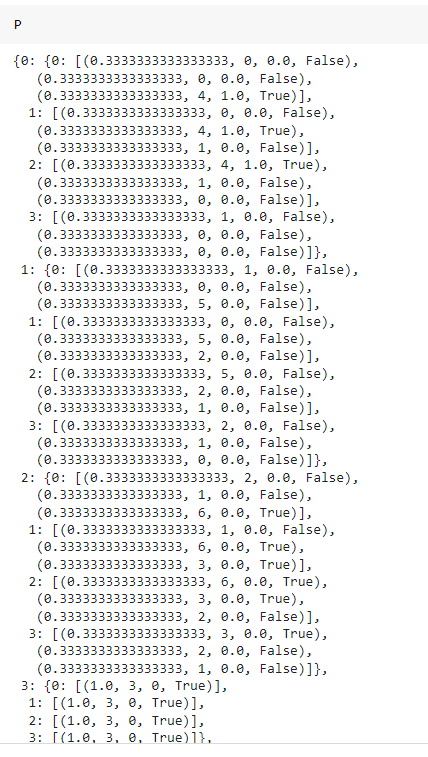 P
{0: {0: [(0.3333333333333333, 0, 0.0, False),
(0.3333333333333333, 0, 0.0, False),
(0.3333333333333333, 4, 1.0, True)],
1: [(0.3333333333333333, 0, 0.0, False),
(0.3333333333333333, 4, 1.0, True),
(0.3333333333333333, 1, 0.0, False)],
2: [(0.3333333333333333, 4, 1.0, True),
(0.3333333333333333, 1, 0.0, False),
(0.3333333333333333, 0, 0.0, False)],
3: [(0.3333333333333333, 1, 0.0, False),
(0.3333333333333333, 0, 0.0, False),
(0.3333333333333333, 0, 0.0, False)]},
1: {0: [(0.3333333333333333, 1, 0.0, False),
(0.3333333333333333, 0, 0.0, False),
(0.3333333333333333, 5, 0.0, False)],
1: [(0.3333333333333333, 0, 0.0, False),
(0.3333333333333333, 5, 0.0, False),
(0.3333333333333333, 2, 0.0, False)],
2: [(0.3333333333333333, 5, 0.0, False),
(0.3333333333333333, 2, 0.0, False),
(0.3333333333333333, 1, 0.0, False)],
3: [(0.3333333333333333, 2, 0.0, False),
(0.3333333333333333, 1, 0.0, False),
(0.3333333333333333, 0, 0.0, False)]},
2: {0: [(0.3333333333333333, 2, 0.0, False),
(0.3333333333333333, 1, 0.0, False),
(0.3333333333333333, 6, 0.0, True)],
1: [(0.3333333333333333, 1, 0.0, False),
(0.3333333333333333, 6, 0.0, True),
(0.3333333333333333, 3, 0.0, True)],
2: [(0.3333333333333333, 6, 0.0, True),
(0.3333333333333333, 3, 0.0, True),
(0.3333333333333333, 2, 0.0, False)],
3: [(0.3333333333333333, 3, 0.0, True),
(0.3333333333333333, 2, 0.0, False),
(0.3333333333333333, 1, 0.0, False)]},
3: {0: [(1.0, 3, 0, True)],
1: [(1.0, 3, 0, True)],
2: [(1.0, 3, 0, True)],
3: [(1.0, 3, 0, True)]},